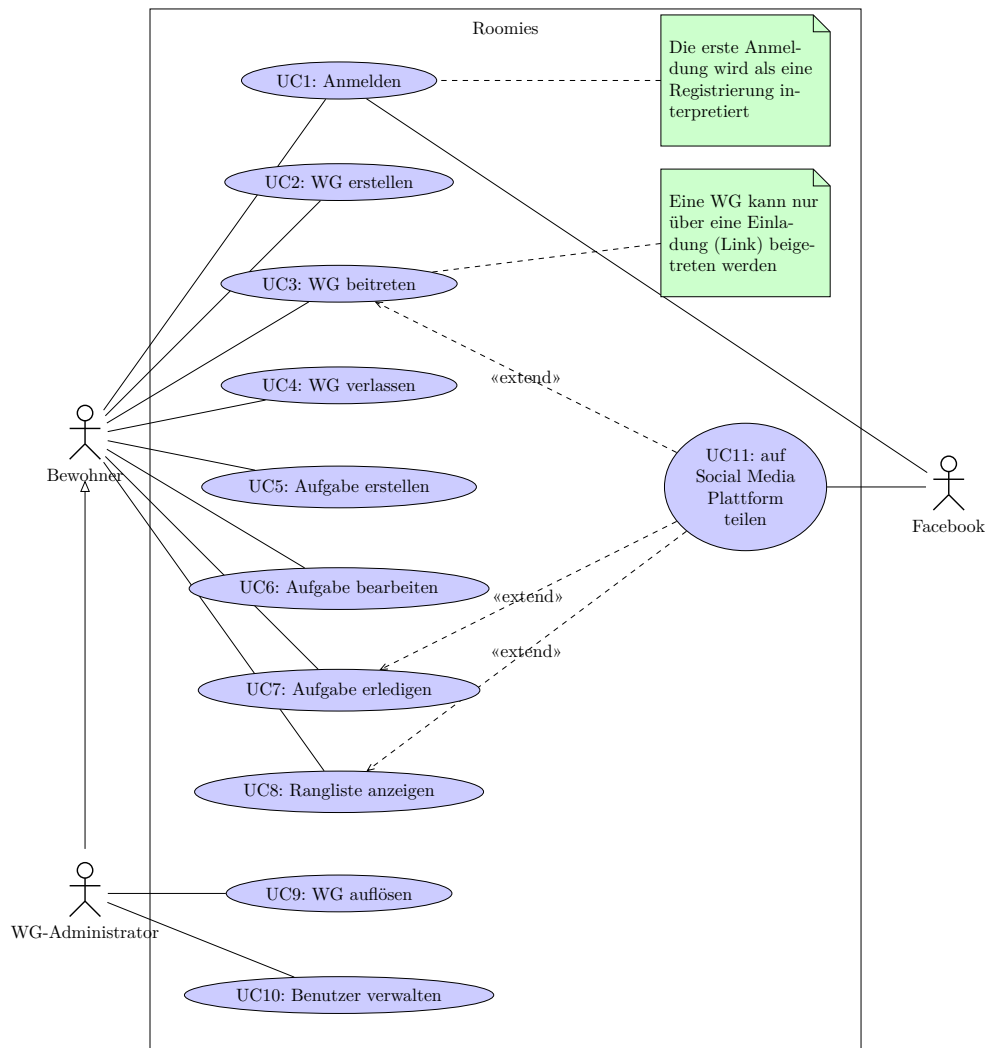 Roomies
Die erste Anmel-
dung wird als eine
Registrierung in-
terpretiert
UC1: Anmelden
UC2: WG erstellen
Eine WG kann nur
über eine Einla-
dung (Link) beige-
treten werden
UC3: WG beitreten
«extend»
UC4: WG verlassen
Bewohner
UC11: auf
Social Media
Plattform
teilen
UC5: Aufgabe erstellen
Facebook
UC6: Aufgabe bearbeiten
«extend»
«extend»
UC7: Aufgabe erledigen
UC8: Rangliste anzeigen
UC9: WG auflösen
WG-Administrator
UC10: Benutzer verwalten